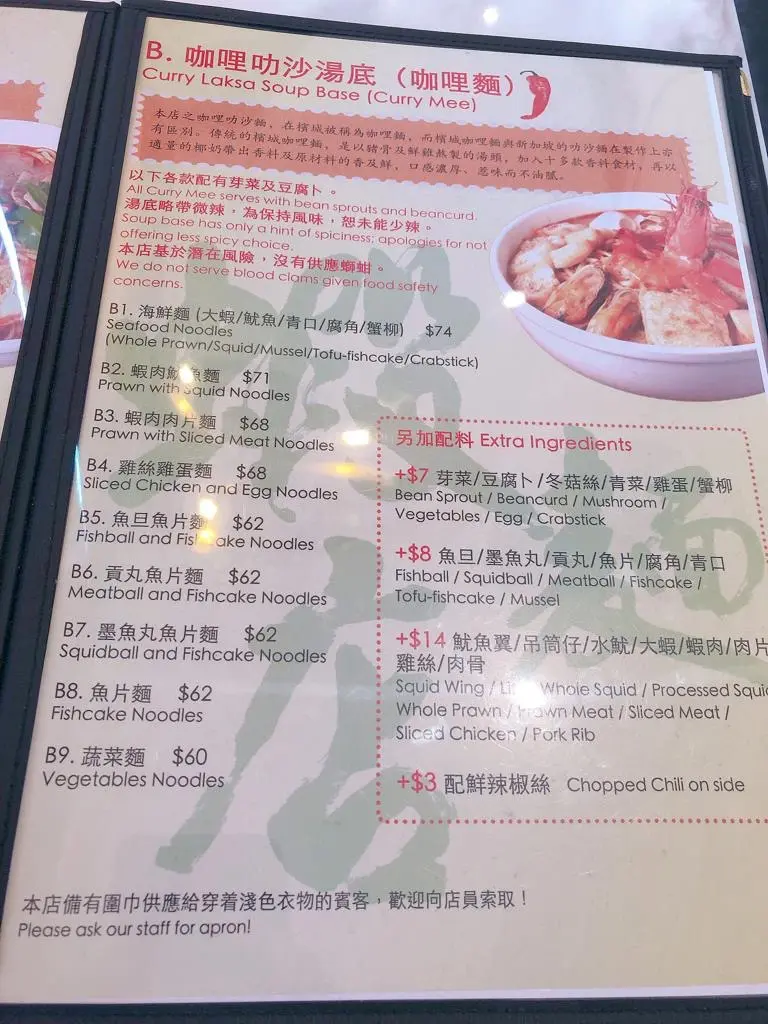 B. 咖哩叻沙湯底（咖哩麵）
Curry Laksa Soup Base (Curry Mee)
本店之咖哩叻沙麵，在檳城被稱為咖哩麵，而檳城咖哩麵與新加坡的叻沙麵在製作上亦
有區別。傳統的檳城咖哩麵，是以豬骨及鮮雞熬製的湯頭，加入十多款香料食材，再以
適量的椰奶帶出香料及原材料的香及鮮，口感濃厚、惹味而不油膩。
以下各款配有芽菜及豆腐卜。
All Curry Mee serves with bean sprouts and beancurd.
湯底略帶微辣，為保持風味，恕未能少辣。
Soup base has only a hint of spiciness; apologies for not
offering less spicy choice.
本店基於潛在風險，沒有供應螄蚶。
We do not serve blood clams given food safety
concerns.
B1. 海鮮麵 (大蝦/魷魚/青口/腐角/蟹柳) $74
Seafood Noodles
(Whole Prawn/Squid/Mussel/Tofu-fishcake/Crabstick)
B2. 蝦肉魷魚麵 $71
Prawn with Squid Noodles
B3. 蝦肉肉片麵 $68
Prawn with Sliced Meat Noodles
B4. 雞絲雞蛋麵 $68
Sliced Chicken and Egg Noodles
B5. 魚旦魚片麵 $62
Fishball and Fishcake Noodles
B6. 貢丸魚片麵 $62
Meatball and Fishcake Noodles
B7. 墨魚丸魚片麵 $62
Squidball and Fishcake Noodles
B8. 魚片麵 $62
Fishcake Noodles
B9. 蔬菜麵 $60
Vegetables Noodles
另加配料 Extra Ingredients
+$7 芽菜/豆腐卜/冬菇絲/青菜/雞蛋/蟹柳
Bean Sprout / Beancurd / Mushroom /
Vegetables / Egg / Crabstick
+$8 魚旦/墨魚丸/貢丸/魚片/腐角/青口
Fishball / Squidball / Meatball / Fishcake /
Tofu-fishcake / Mussel
+$14 魷魚翼/吊筒仔/水魷/大蝦/蝦肉/肉片
雞絲/肉骨
Squid Wing / Whole Squid / Processed Squid
Whole Prawn / Prawn Meat / Sliced Meat /
Sliced Chicken / Pork Rib
+$3 配鮮辣椒絲 Chopped Chili on side
本店備有圍巾供應給穿着淺色衣物的賓客，歡迎向店員索取！
Please ask our staff for apron!